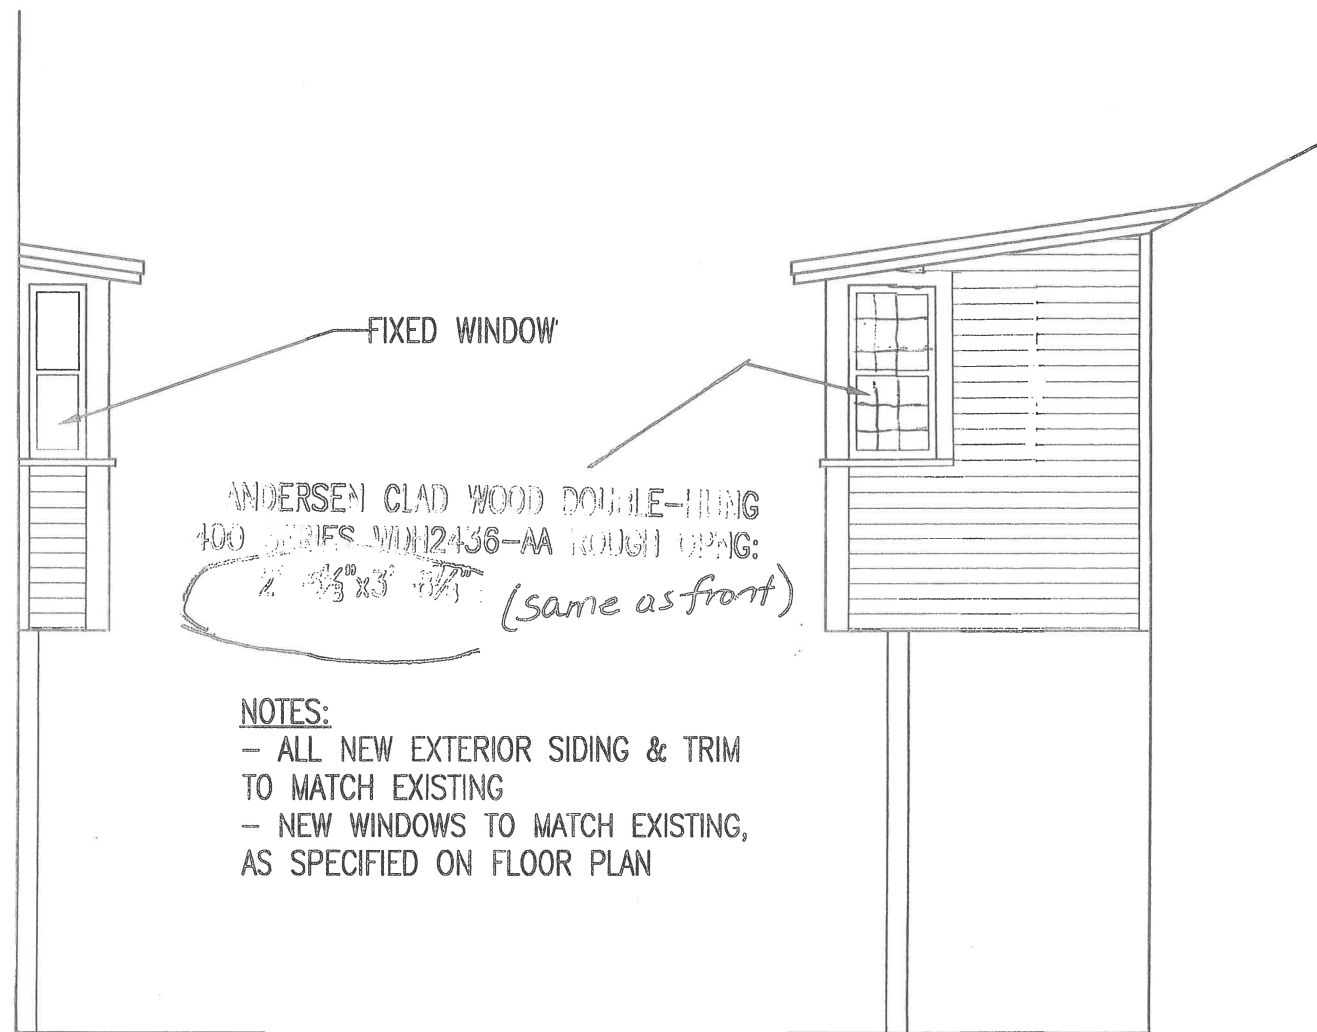 FIXED WINDOW
ANDERSEN CLAD WOOD DOUBLE-HUNG
400 SERIES WDH2436-AA ROUGH OPNG:
(same as front)
NOTES:
- ALL NEW EXTERIOR SIDING & TRIM
TO MATCH EXISTING
- NEW WINDOWS TO MATCH EXISTING,
AS SPECIFIED ON FLOOR PLAN